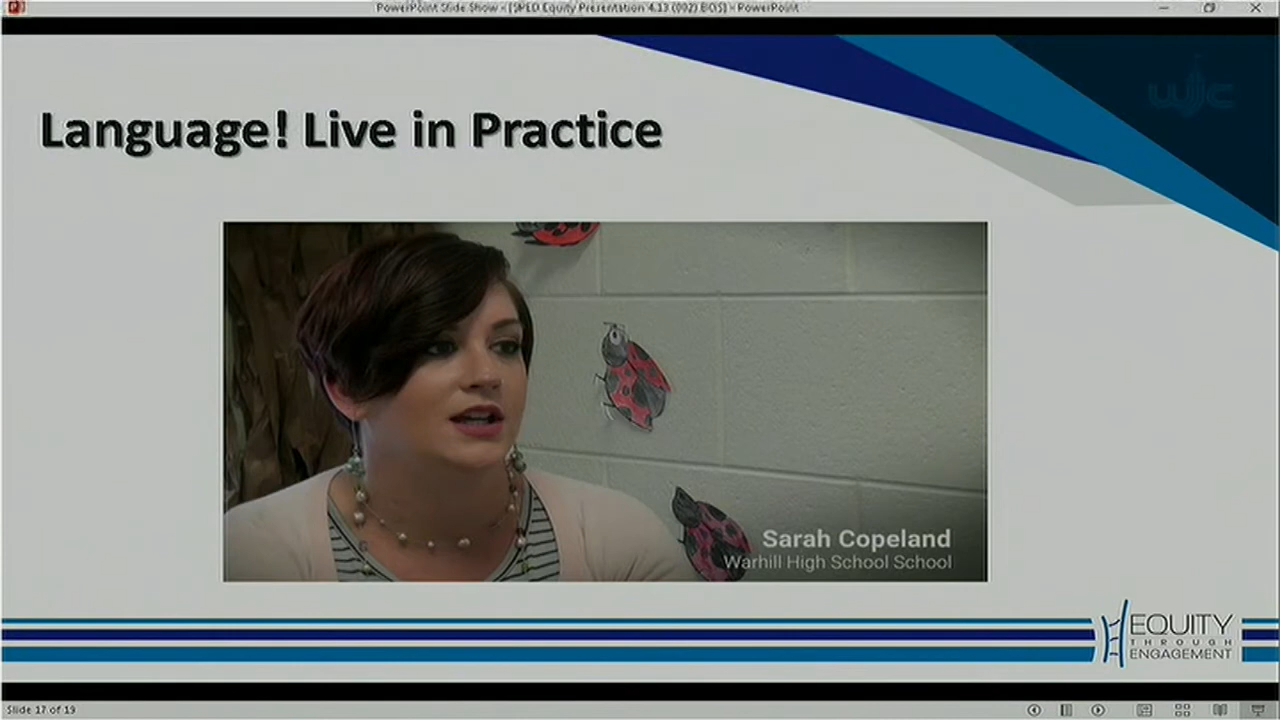 PowerPoint Slide Show - [SPED Equity Presentation 4.13 (002) BOS] - PowerPoint
wjc
Language! Live in Practice
Sarah Copeland
Warhill High School School
EQUITY
THROUGH
ENGAGEMENT
Slide 17 of 19